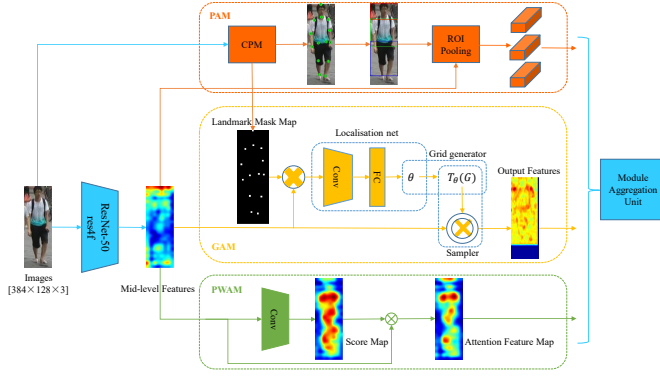 PAM
CPM
ROI
Pooling
Landmark Mask Map
Localisation net
Grid generator
Conv
FC
θ
T_θ(G)
Output Features
Module
Aggregation
Unit
ResNet-50
res4f
GAM
Sampler
Images
[384×128×3]
Mid-level Features
PWAM
Conv
Score Map
Attention Feature Map